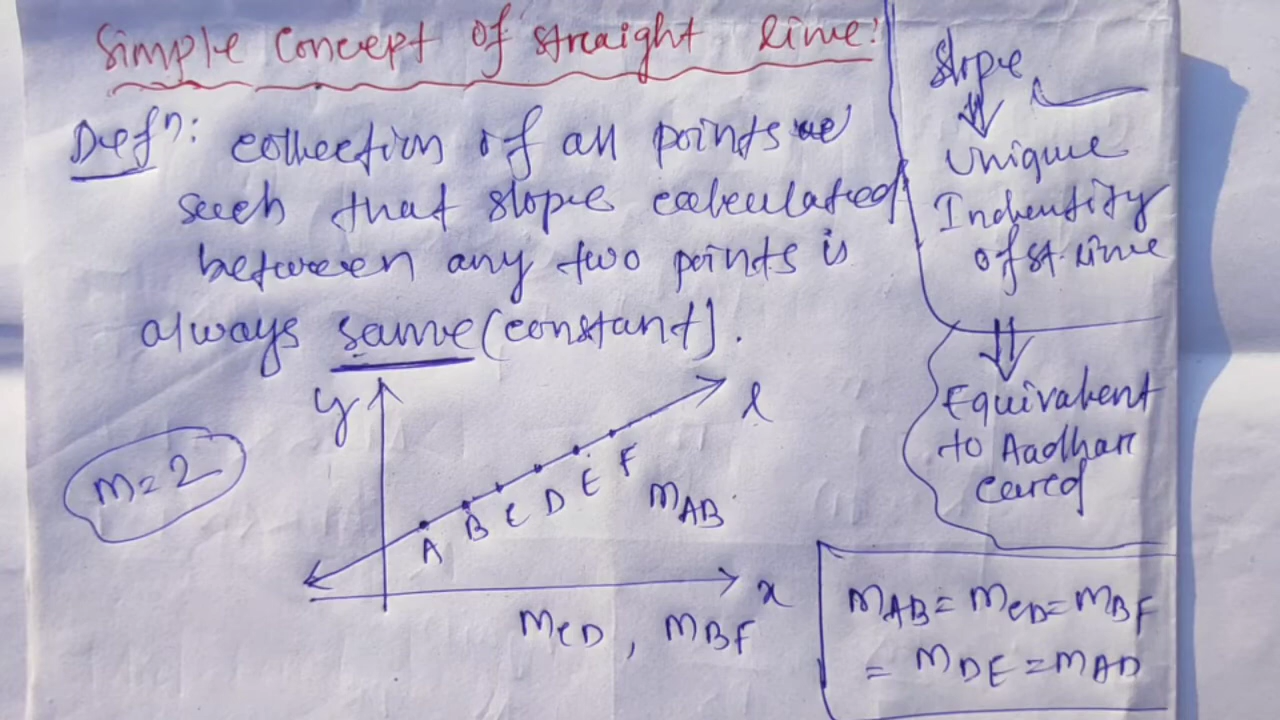 Simple Concept of straight line:
Defn: collection of all points
such that slope calculated
between any two points is
always same (constant).
m=2
y
l
A B C D E F
mAB
x
mCD, mBF
slope
Unique
Indentity
of st. line
Equivalent
to Aadhar
card
mAB = mCD = mBF
= mDE = mAD